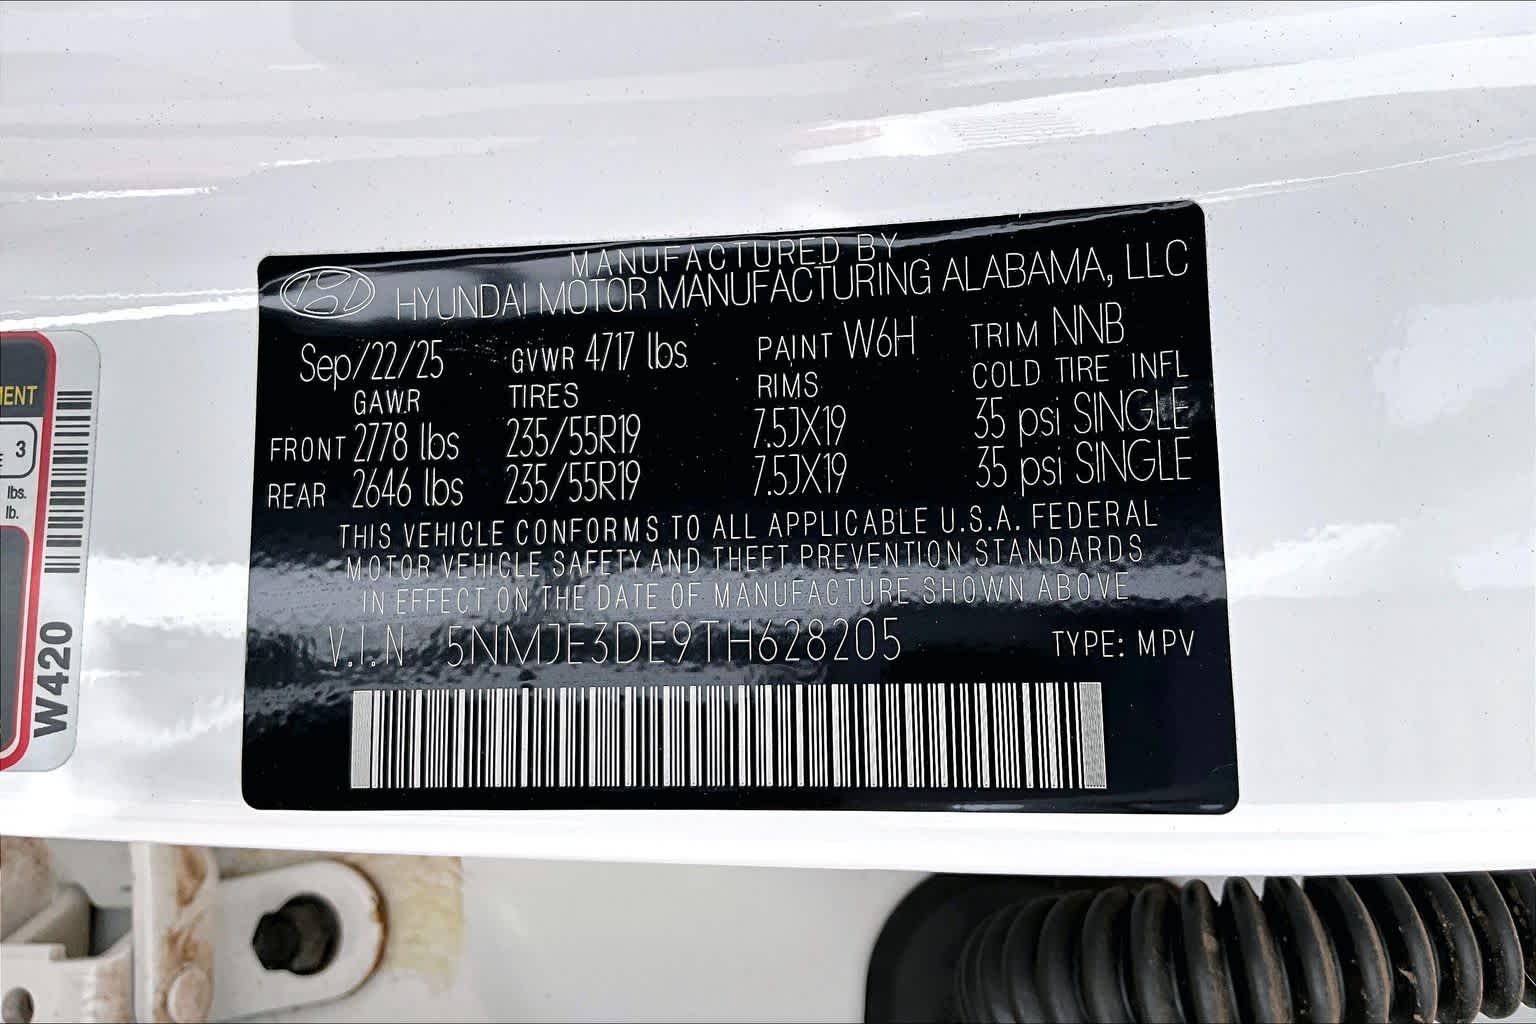 MANUFACTURED BY
HYUNDAI MOTOR MANUFACTURING ALABAMA, LLC
Sep/22/25 GVWR 4717 lbs PAINT W6H TRIM NNB
GAWR TIRES RIMS COLD TIRE INFL
FRONT 2778 lbs 235/55R19 7.5JX19 35 psi SINGLE
REAR 2646 lbs 235/55R19 7.5JX19 35 psi SINGLE
THIS VEHICLE CONFORMS TO ALL APPLICABLE U.S.A. FEDERAL
MOTOR VEHICLE SAFETY AND THEFT PREVENTION STANDARDS
IN EFFECT ON THE DATE OF MANUFACTURE SHOWN ABOVE
V.I.N 5NMJE3DE9TH628205 TYPE: MPV
3
lbs.
lb.
W420